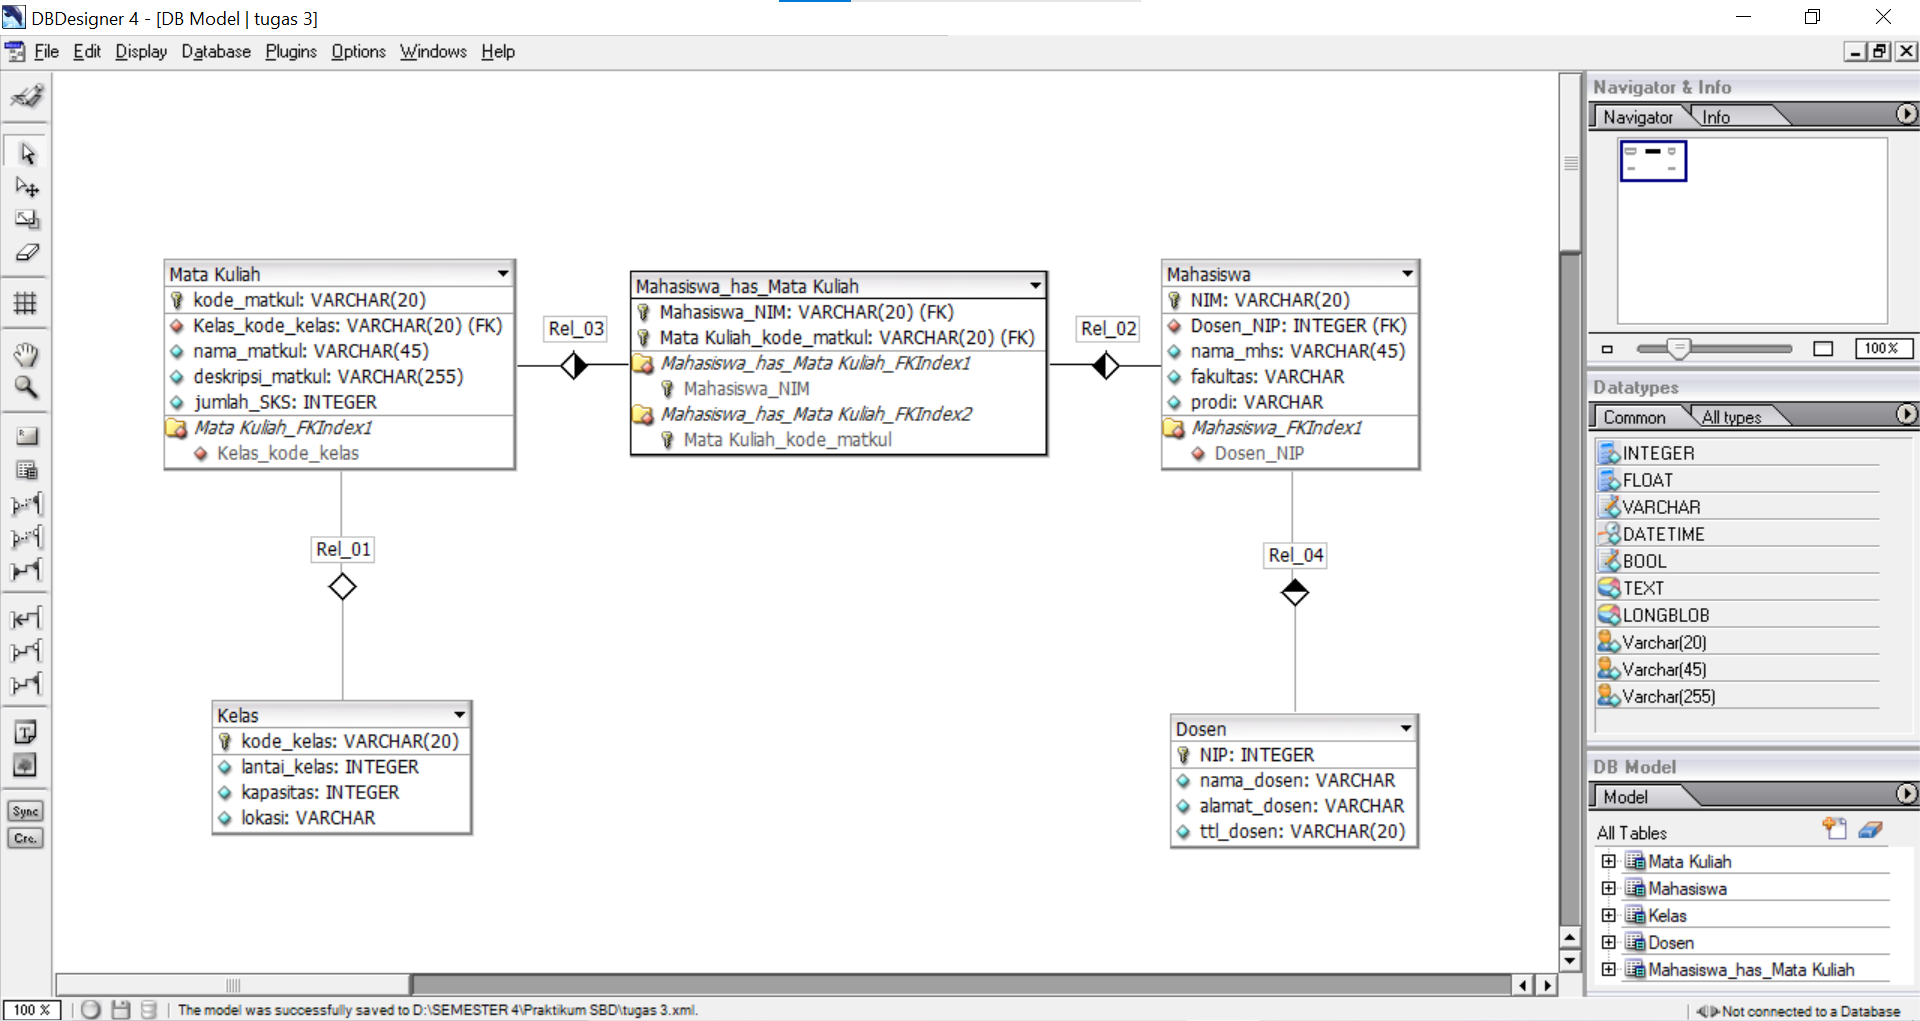 DBDesigner 4 - [DB Model | tugas 3]
File Edit Display Database Plugins Options Windows Help
Mata Kuliah
kode_matkul: VARCHAR(20)
Kelas_kode_kelas: VARCHAR(20) (FK)
nama_matkul: VARCHAR(45)
deskripsi_matkul: VARCHAR(255)
jumlah_SKS: INTEGER
Mata Kuliah_FKIndex1
Kelas_kode_kelas
Rel_03
Mahasiswa_has_Mata Kuliah
Mahasiswa_NIM: VARCHAR(20) (FK)
Mata Kuliah_kode_matkul: VARCHAR(20) (FK)
Mahasiswa_has_Mata Kuliah_FKIndex1
Mahasiswa_NIM
Mahasiswa_has_Mata Kuliah_FKIndex2
Mata Kuliah_kode_matkul
Rel_02
Mahasiswa
NIM: VARCHAR(20)
Dosen_NIP: INTEGER (FK)
nama_mhs: VARCHAR(45)
fakultas: VARCHAR
prodi: VARCHAR
Mahasiswa_FKIndex1
Dosen_NIP
Rel_01
Rel_04
Kelas
kode_kelas: VARCHAR(20)
lantai_kelas: INTEGER
kapasitas: INTEGER
lokasi: VARCHAR
Dosen
NIP: INTEGER
nama_dosen: VARCHAR
alamat_dosen: VARCHAR
ttl_dosen: VARCHAR(20)
Sync
Cre.
Navigator & Info
Navigator Info
100%
Datatypes
Common All types
INTEGER
FLOAT
VARCHAR
DATETIME
BOOL
TEXT
LONGBLOB
Varchar(20)
Varchar(45)
Varchar(255)
DB Model
Model
All Tables
Mata Kuliah
Mahasiswa
Kelas
Dosen
Mahasiswa_has_Mata Kuliah
100 % The model was successfully saved to D:\SEMESTER 4\Praktikum SBD\tugas 3.xml. Not connected to a Database